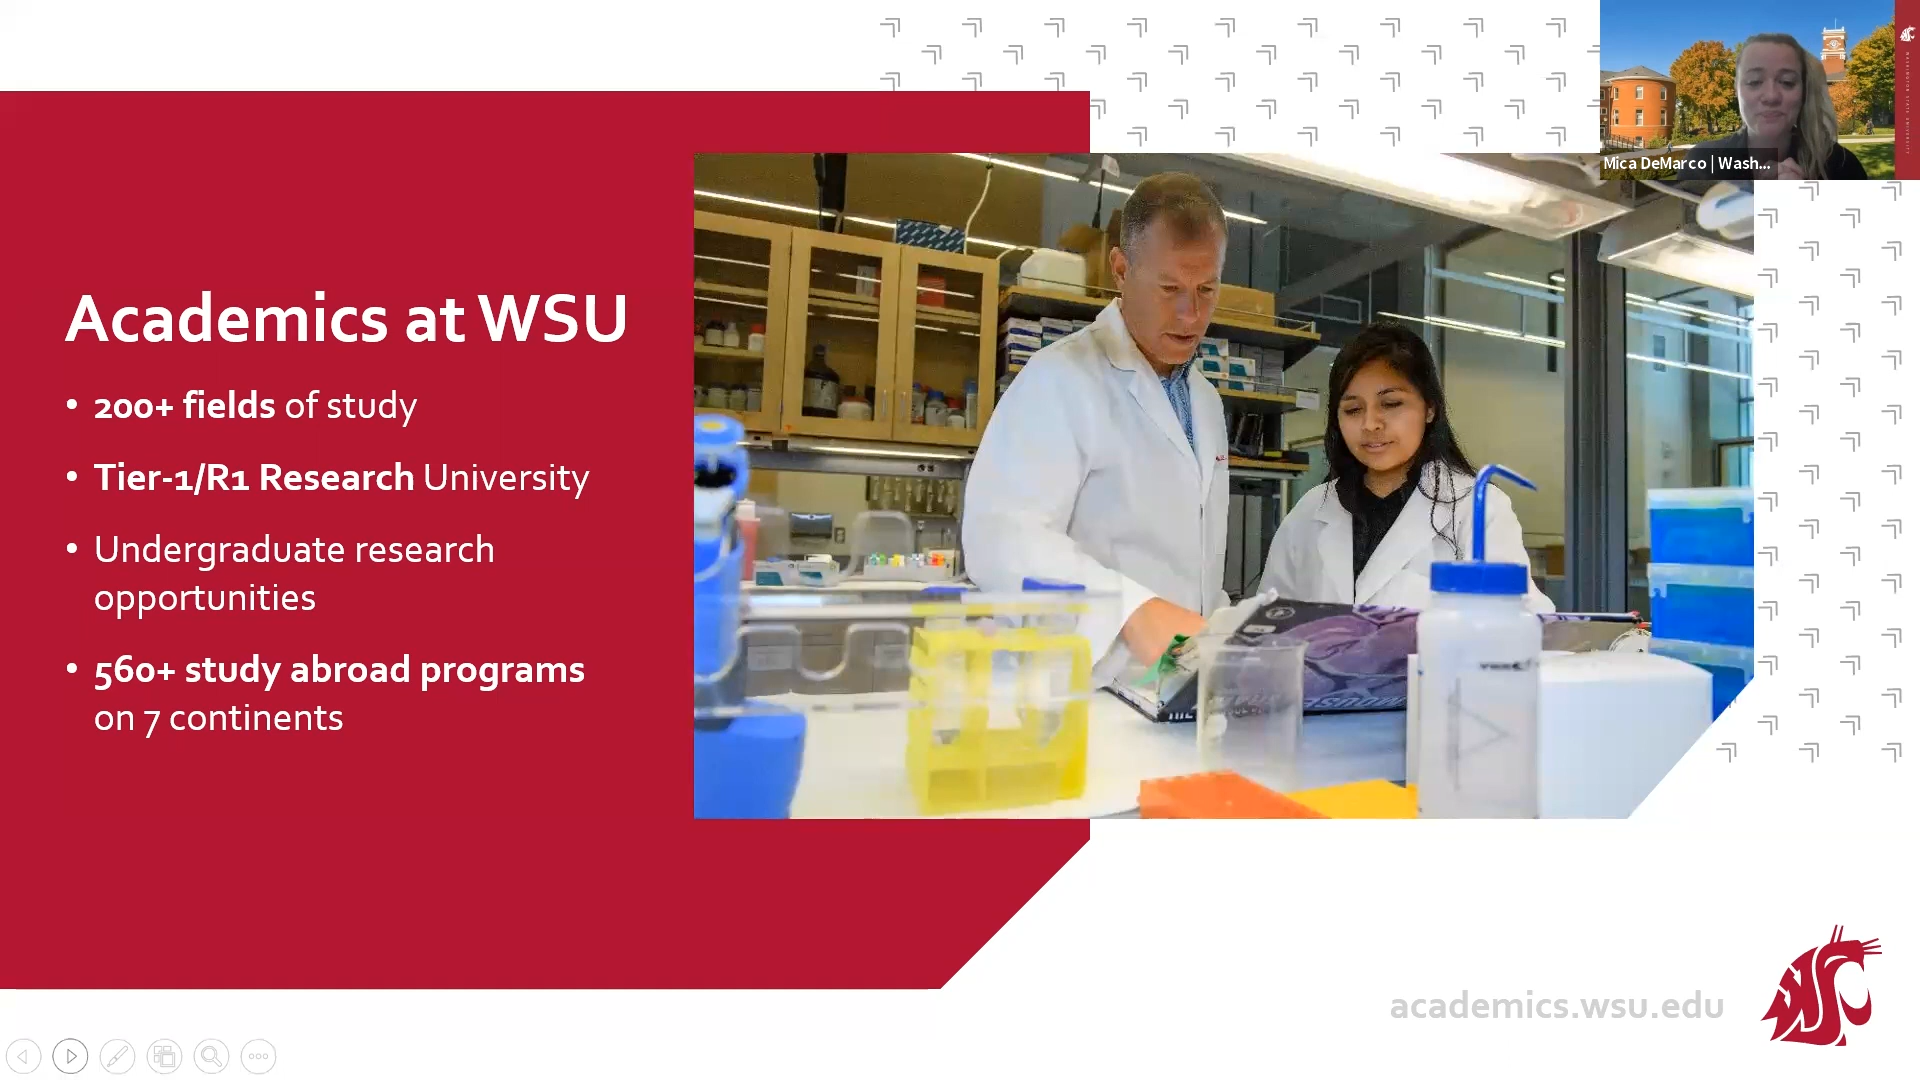 Mica DeMarco | Wash...
Academics at WSU
• 200+ fields of study
• Tier-1/R1 Research University
• Undergraduate research
opportunities
• 560+ study abroad programs
on 7 continents
academics.wsu.edu